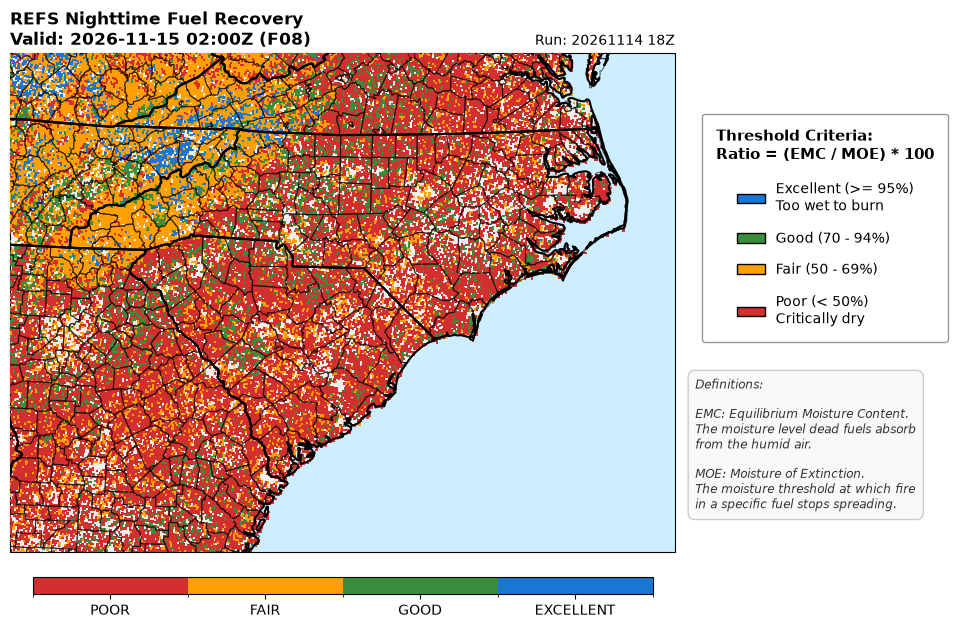 REFS Nighttime Fuel Recovery
Valid: 2026-11-15 02:00Z (F08)
Run: 20261114 18Z
Threshold Criteria:
Ratio = (EMC / MOE) * 100
Excellent (>= 95%)
Too wet to burn
Good (70 - 94%)
Fair (50 - 69%)
Poor (< 50%)
Critically dry
Definitions:
EMC: Equilibrium Moisture Content.
The moisture level dead fuels absorb
from the humid air.
MOE: Moisture of Extinction.
The moisture threshold at which fire
in a specific fuel stops spreading.
POOR
FAIR
GOOD
EXCELLENT